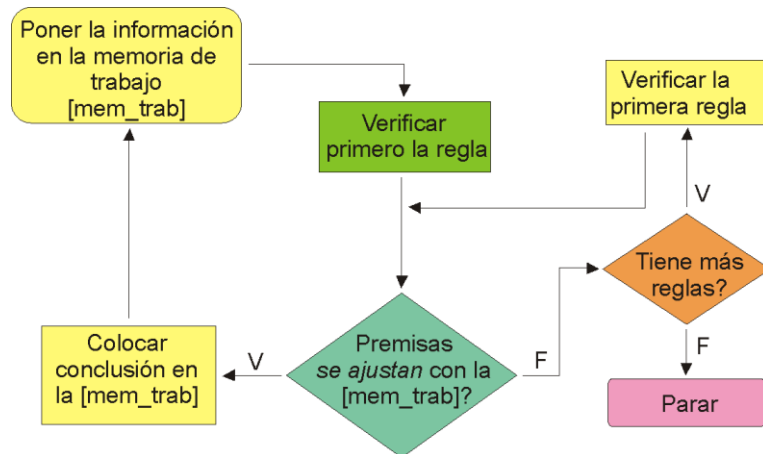 Poner la información
en la memoria de
trabajo
[mem_trab]
Verificar
primero la regla
Verificar la
primera regla
V
Tiene más
reglas?
F
Parar
Premisas
se ajustan con la
[mem_trab]?
F
V
Colocar
conclusión en
la [mem_trab]